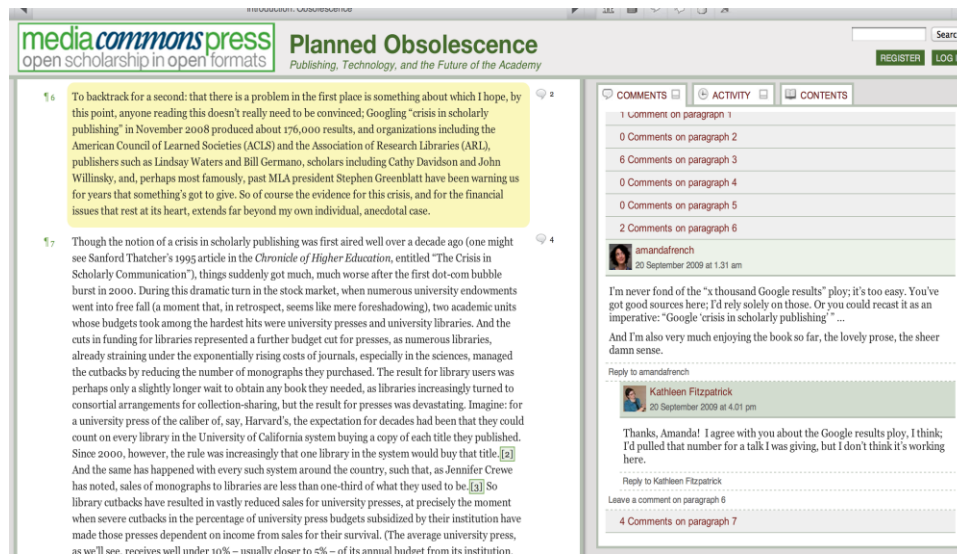 Introduction: Obsolescence
mediacommonspress
open scholarship in open formats
Planned Obsolescence
Publishing, Technology, and the Future of the Academy
Searc
REGISTER
LOG I
¶6
To backtrack for a second: that there is a problem in the first place is something about which I hope, by
this point, anyone reading this doesn't really need to be convinced; Googling "crisis in scholarly
publishing" in November 2008 produced about 176,000 results, and organizations including the
American Council of Learned Societies (ACLS) and the Association of Research Libraries (ARL),
publishers such as Lindsay Waters and Bill Germano, scholars including Cathy Davidson and John
Willinsky, and, perhaps most famously, past MLA president Stephen Greenblatt have been warning us
for years that something's got to give. So of course the evidence for this crisis, and for the financial
issues that rest at its heart, extends far beyond my own individual, anecdotal case.
2
¶7
Though the notion of a crisis in scholarly publishing was first aired well over a decade ago (one might
see Sanford Thatcher's 1995 article in the Chronicle of Higher Education, entitled "The Crisis in
Scholarly Communication"), things suddenly got much, much worse after the first dot-com bubble
burst in 2000. During this dramatic turn in the stock market, when numerous university endowments
went into free fall (a moment that, in retrospect, seems like mere foreshadowing), two academic units
whose budgets took among the hardest hits were university presses and university libraries. And the
cuts in funding for libraries represented a further budget cut for presses, as numerous libraries,
already straining under the exponentially rising costs of journals, especially in the sciences, managed
the cutbacks by reducing the number of monographs they purchased. The result for library users was
perhaps only a slightly longer wait to obtain any book they needed, as libraries increasingly turned to
consortial arrangements for collection-sharing, but the result for presses was devastating. Imagine: for
a university press of the caliber of, say, Harvard's, the expectation for decades had been that they could
count on every library in the University of California system buying a copy of each title they published.
Since 2000, however, the rule was increasingly that one library in the system would buy that title.[2]
And the same has happened with every such system around the country, such that, as Jennifer Crewe
has noted, sales of monographs to libraries are less than one-third of what they used to be.[3] So
library cutbacks have resulted in vastly reduced sales for university presses, at precisely the moment
when severe cutbacks in the percentage of university press budgets subsidized by their institution have
made those presses dependent on income from sales for their survival. (The average university press,
as we'll see, receives well under 10% – usually closer to 5% – of its annual budget from its institution.
4
COMMENTS
ACTIVITY
CONTENTS
1 Comment on paragraph 1
0 Comments on paragraph 2
6 Comments on paragraph 3
0 Comments on paragraph 4
0 Comments on paragraph 5
2 Comments on paragraph 6
amandafrench
20 September 2009 at 1.31 am
I'm never fond of the "x thousand Google results" ploy; it's too easy. You've
got good sources here; I'd rely solely on those. Or you could recast it as an
imperative: "Google 'crisis in scholarly publishing' " ...
And I'm also very much enjoying the book so far, the lovely prose, the sheer
damn sense.
Reply to amandafrench
Kathleen Fitzpatrick
20 September 2009 at 4.01 pm
Thanks, Amanda! I agree with you about the Google results ploy, I think;
I'd pulled that number for a talk I was giving, but I don't think it's working
here.
Reply to Kathleen Fitzpatrick
Leave a comment on paragraph 6
4 Comments on paragraph 7